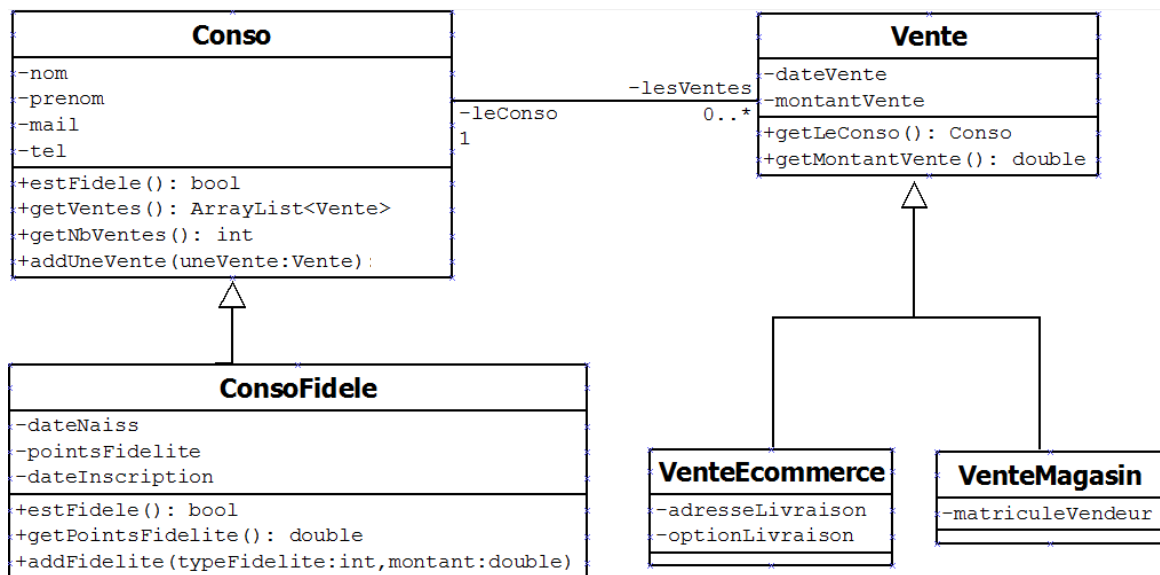 Conso
-nom
-prenom
-mail
-tel
+estFidele(): bool
+getVentes(): ArrayList<Vente>
+getNbVentes(): int
+addUneVente(uneVente:Vente):
-leConso
1
-lesVentes
0..*
Vente
-dateVente
-montantVente
+getLeConso(): Conso
+getMontantVente(): double
ConsoFidele
-dateNaiss
-pointsFidelite
-dateInscription
+estFidele(): bool
+getPointsFidelite(): double
+addFidelite(typeFidelite:int,montant:double)
VenteEcommerce
-adresseLivraison
-optionLivraison
VenteMagasin
-matriculeVendeur